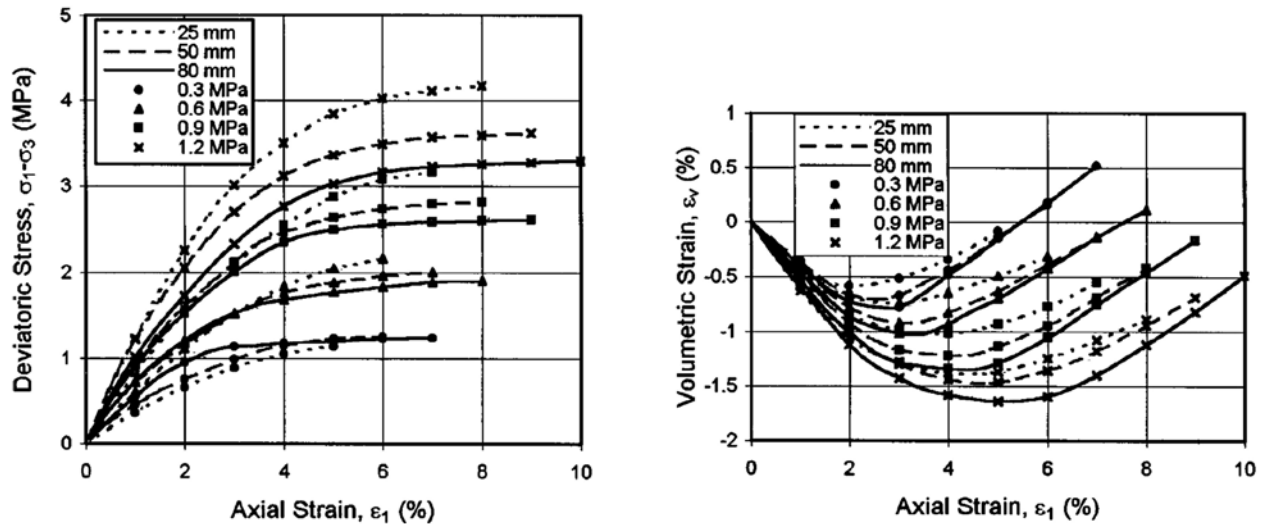 5
4
3
2
1
0
Deviatoric Stress, σ₁-σ₃ (MPa)
25 mm
50 mm
80 mm
0.3 MPa
0.6 MPa
0.9 MPa
1.2 MPa
0 2 4 6 8 10
Axial Strain, ε₁ (%)
1
0.5
0
-0.5
-1
-1.5
-2
Volumetric Strain, εᵥ (%)
25 mm
50 mm
80 mm
0.3 MPa
0.6 MPa
0.9 MPa
1.2 MPa
0 2 4 6 8 10
Axial Strain, ε₁ (%)